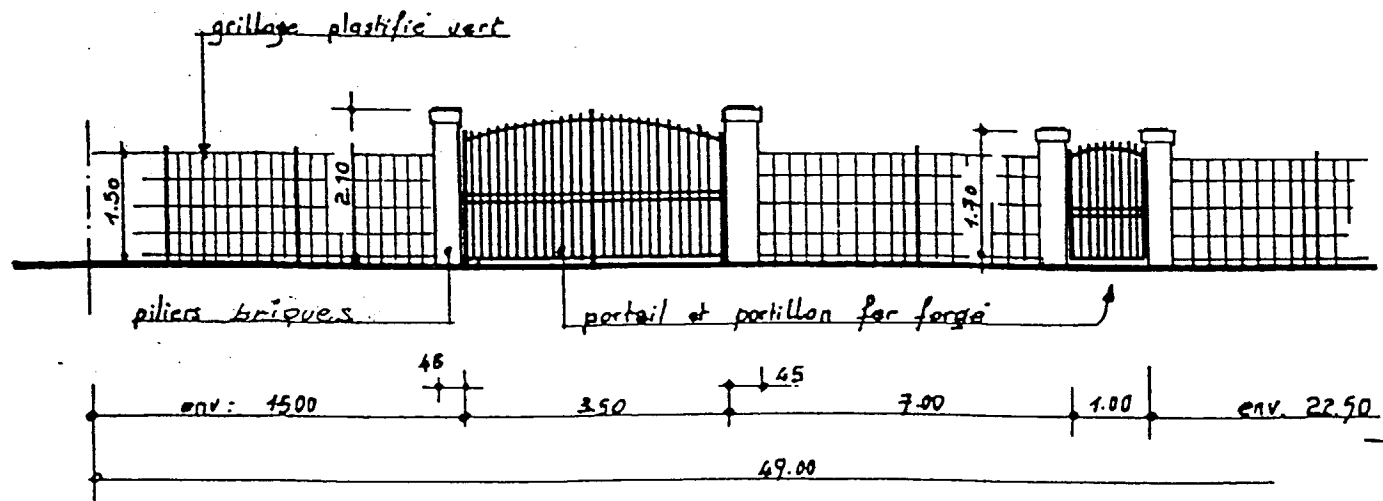 grillage plastifié vert
1.50
2.10
1.70
piliers briques
portail et portillon fer forgé
45
env: 15.00
3.50
7.00
1.00
env. 22.50
49.00